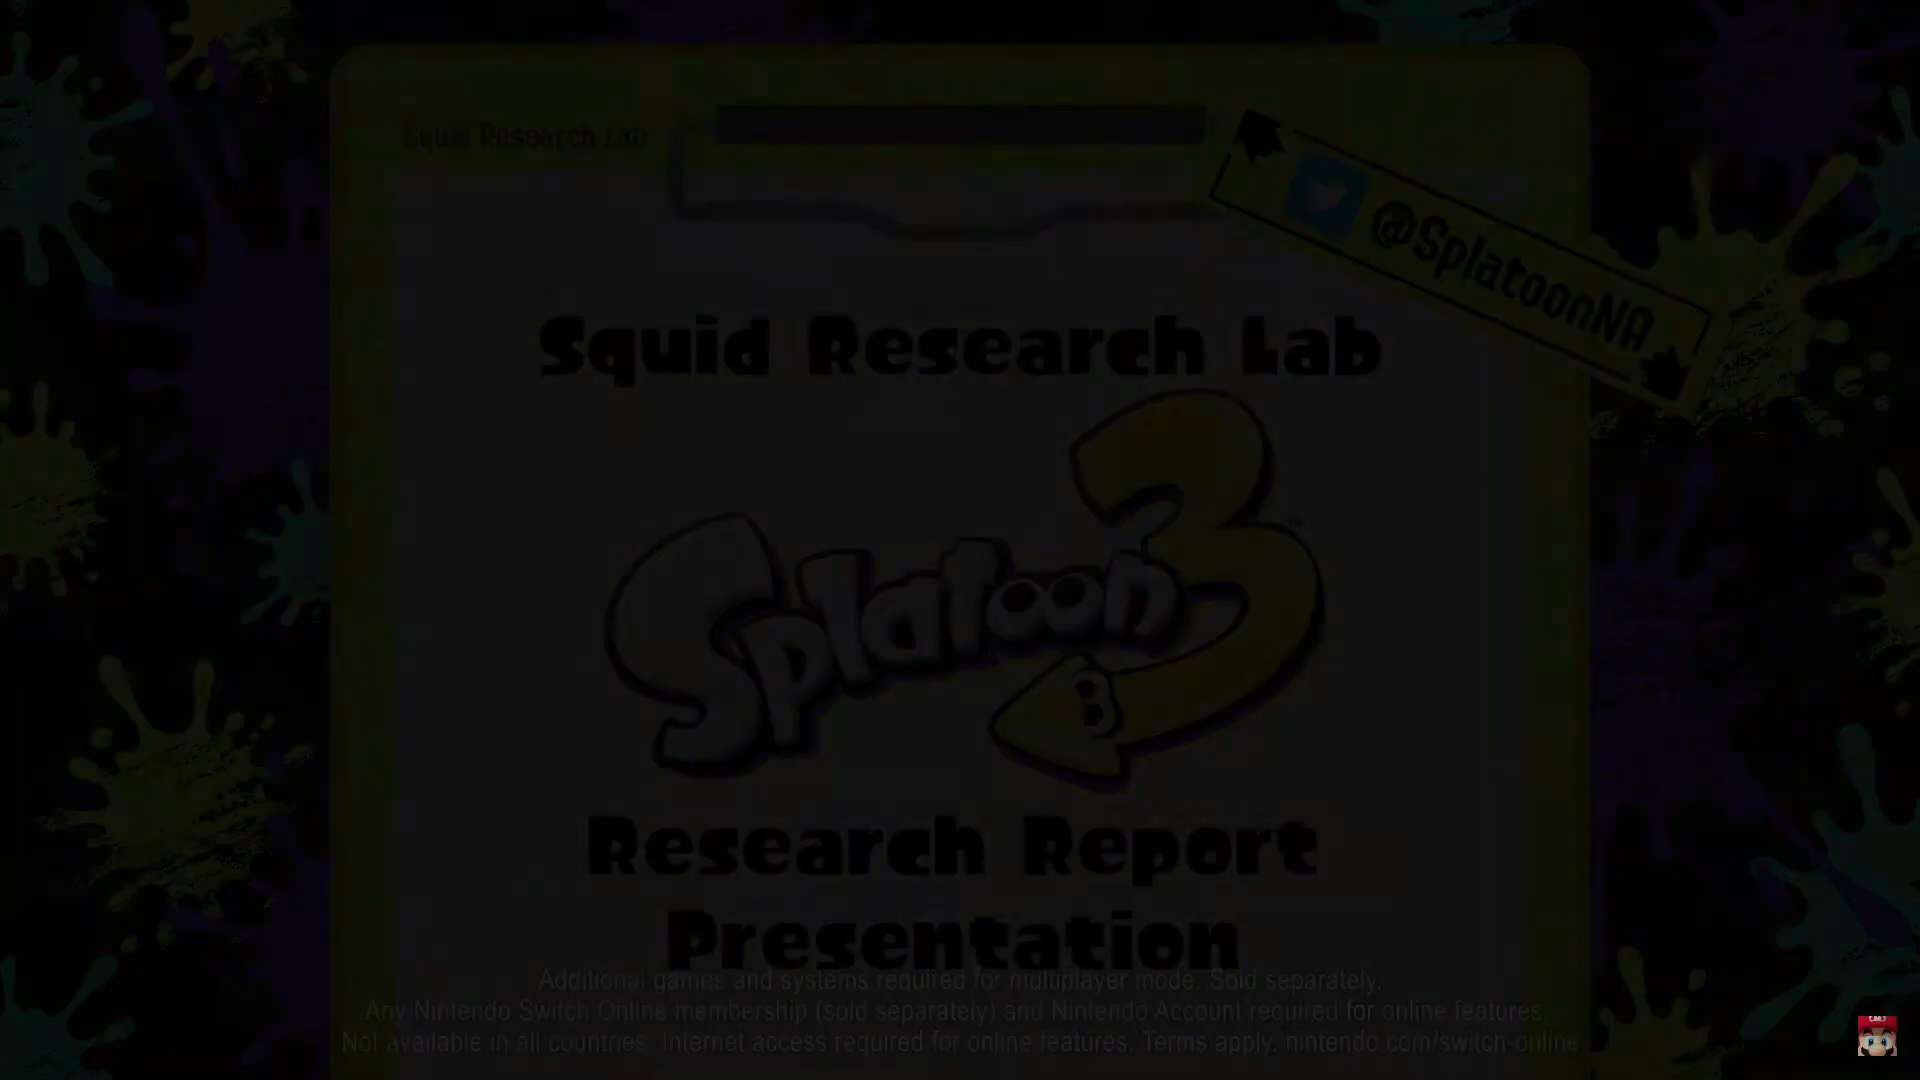 Squid Research Lab
@SplatoonNA
Squid Research Lab
Splatoon 3
Research Report
Presentation
Additional games and systems required for multiplayer mode. Sold separately.
Any Nintendo Switch Online membership (sold separately) and Nintendo Account required for online features.
Not available in all countries. Internet access required for online features. Terms apply. nintendo.com/switch-online